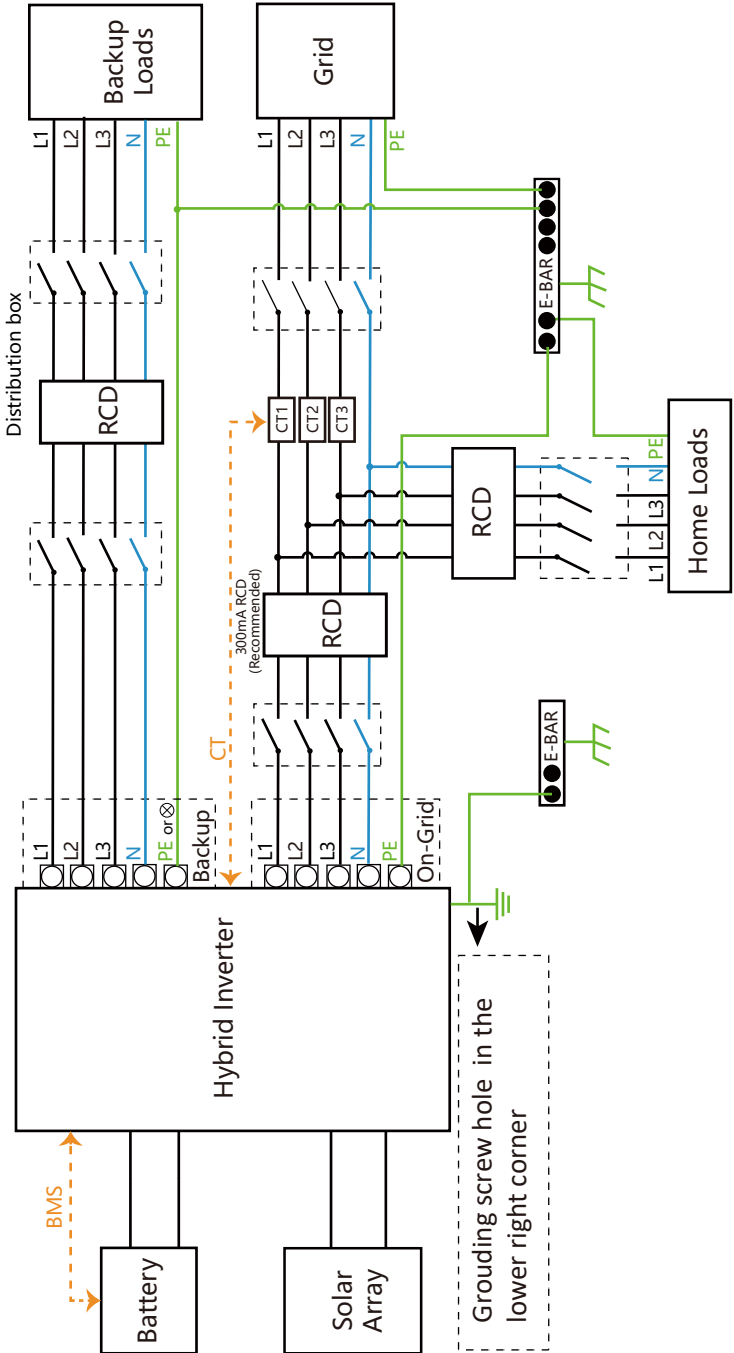 Distribution box
Backup
Loads
L1
L2
L3
N
PE
RCD
L1
L2
L3
N
PE or
Backup
Grid
L1
L2
L3
N
PE
CT1
CT2
CT3
CT
300mA RCD
(Recommended)
RCD
L1
L2
L3
N
PE
On-Grid
E-BAR
RCD
L1
L2
L3
N
PE
Home Loads
E-BAR
Hybrid Inverter
BMS
Battery
Solar
Array
Grouding screw hole in the
lower right corner